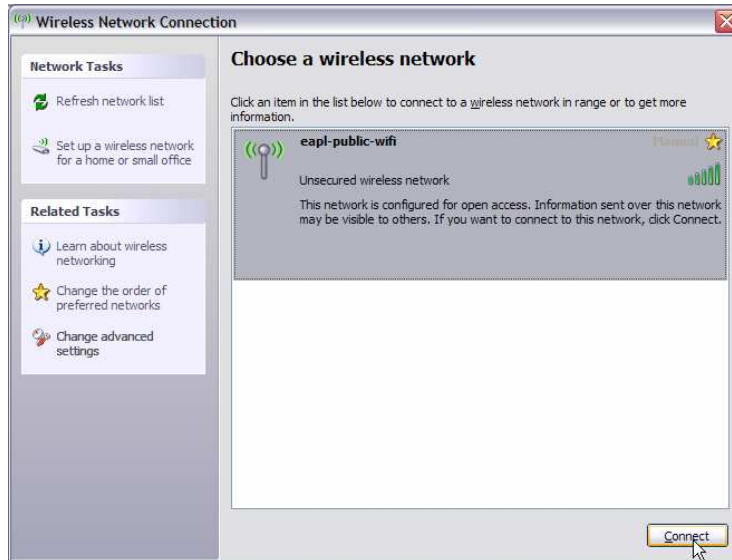 Wireless Network Connection
Network Tasks
Refresh network list
Set up a wireless network
for a home or small office
Related Tasks
Learn about wireless
networking
Change the order of
preferred networks
Change advanced
settings
Choose a wireless network
Click an item in the list below to connect to a wireless network in range or to get more
information.
eapl-public-wifi
Manual
Unsecured wireless network
This network is configured for open access. Information sent over this network
may be visible to others. If you want to connect to this network, click Connect.
Connect